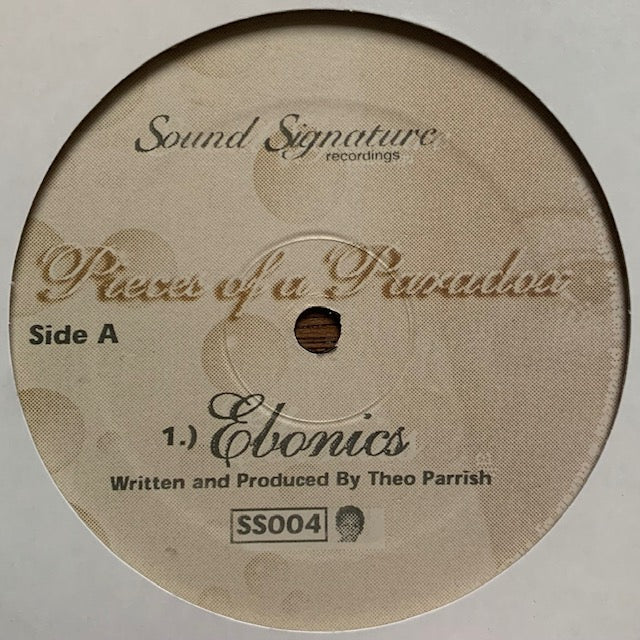 Sound Signature
recordings
Pieces of a Paradox
Side A
1.) Ebonics
Written and Produced By Theo Parrish
SS004